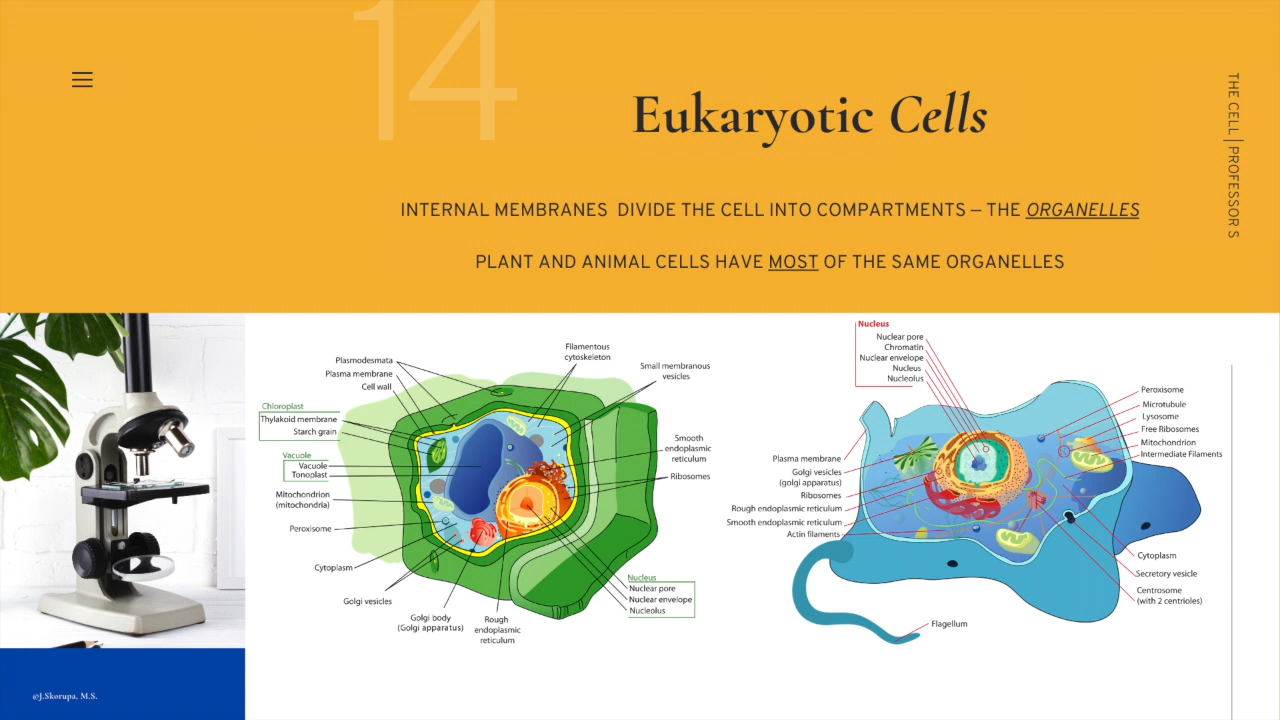 14
Eukaryotic Cells
THE CELL | PROFESSOR S
INTERNAL MEMBRANES DIVIDE THE CELL INTO COMPARTMENTS – THE ORGANELLES
PLANT AND ANIMAL CELLS HAVE MOST OF THE SAME ORGANELLES
Plasmodesmata
Plasma membrane
Cell wall
Chloroplast
Thylakoid membrane
Starch grain
Vacuole
Vacuole
Tonoplast
Mitochondrion
(mitochondria)
Peroxisome
Cytoplasm
Golgi vesicles
Golgi body
(Golgi apparatus)
Rough
endoplasmic
reticulum
Filamentous
cytoskeleton
Small membranous
vesicles
Smooth
endoplasmic
reticulum
Ribosomes
Nucleus
Nuclear pore
Nuclear envelope
Nucleolus
Nucleus
Nuclear pore
Chromatin
Nuclear envelope
Nucleus
Nucleolus
Plasma membrane
Golgi vesicles
(golgi apparatus)
Ribosomes
Rough endoplasmic reticulum
Smooth endoplasmic reticulum
Actin filaments
Peroxisome
Microtubule
Lysosome
Free Ribosomes
Mitochondrion
Intermediate Filaments
Cytoplasm
Secretory vesicle
Centrosome
(with 2 centrioles)
Flagellum
@J.Skorupa, M.S.